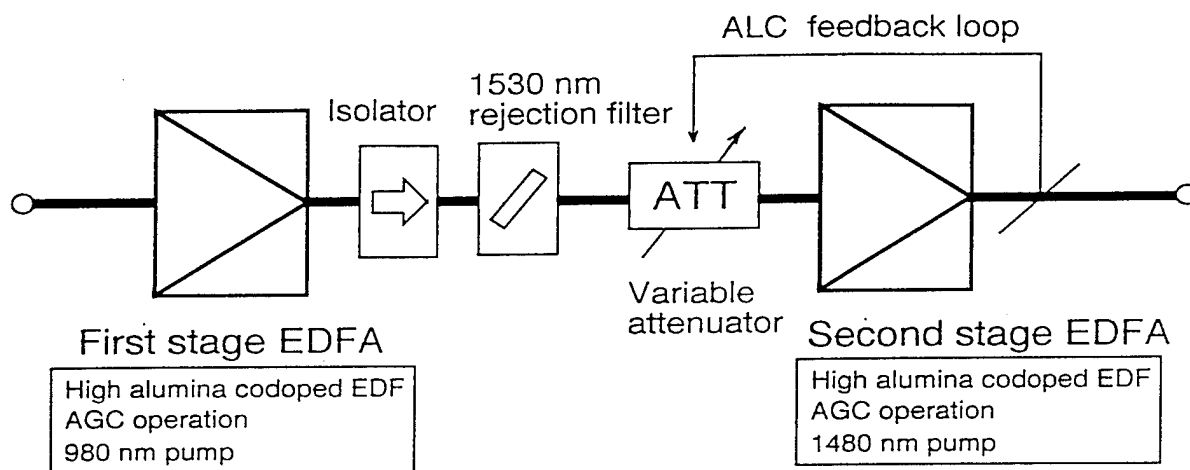 ALC feedback loop
1530 nm
rejection filter
Isolator
ATT
Variable
attenuator
First stage EDFA
High alumina codoped EDF
AGC operation
980 nm pump
Second stage EDFA
High alumina codoped EDF
AGC operation
1480 nm pump